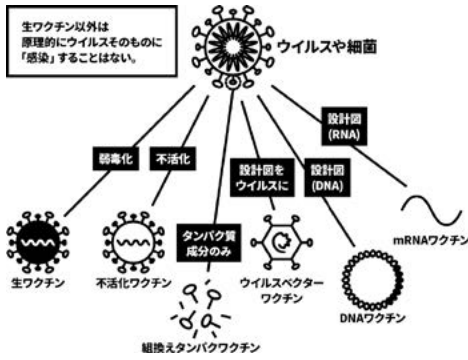 生ワクチン以外は
原理的にウイルスそのものに
「感染」することはない。
ウイルスや細菌
弱毒化
不活化
タンパク質
成分のみ
設計図を
ウイルスに
設計図
(DNA)
設計図
(RNA)
生ワクチン
不活化ワクチン
組換えタンパクワクチン
ウイルスベクター
ワクチン
DNAワクチン
mRNAワクチン